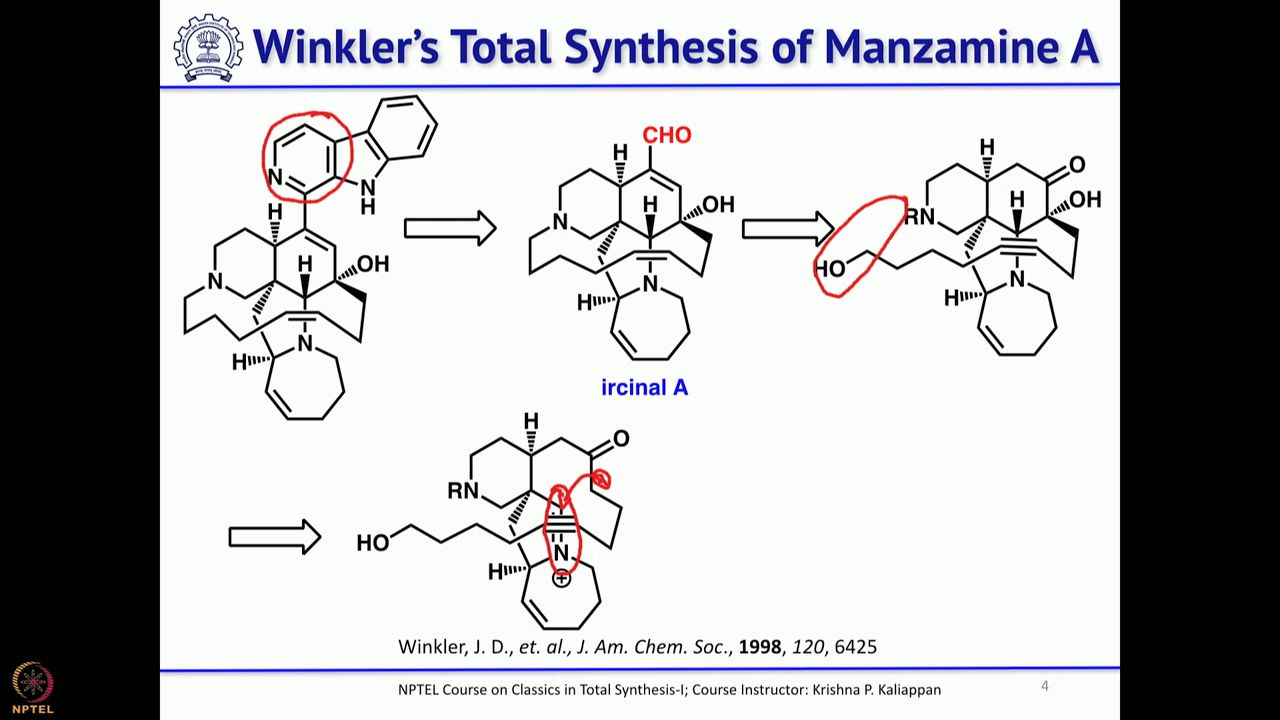 Winkler's Total Synthesis of Manzamine A
N
N
H
H
H
OH
N
N
H
CHO
H
H
OH
N
N
H
ircinal A
H
O
H
OH
RN
HO
N
H
H
O
RN
HO
N
H
+
Winkler, J. D., et. al., J. Am. Chem. Soc., 1998, 120, 6425
NPTEL Course on Classics in Total Synthesis-I; Course Instructor: Krishna P. Kaliappan
4
NPTEL